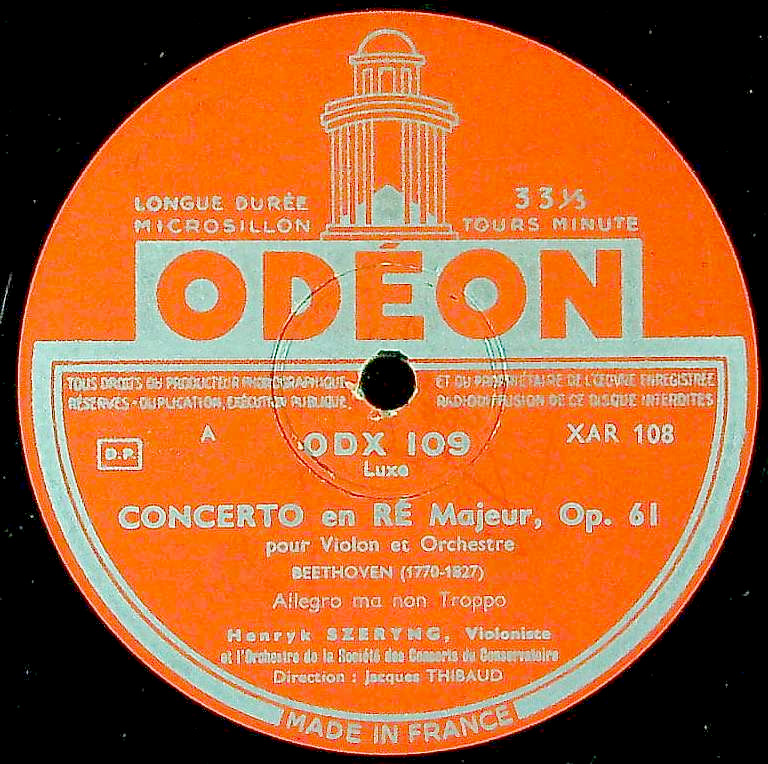 LONGUE DURÉE
MICROSILLON
33⅓
TOURS MINUTE
ODÉON
TOUS DROITS DU PRODUCTEUR PHONOGRAPHIQUE ET DU PROPRIÉTAIRE DE L'ŒUVRE ENREGISTRÉE
RÉSERVÉS - DUPLICATION, EXÉCUTION PUBLIQUE, RADIODIFFUSION DE CE DISQUE INTERDITES
D.P.
A
ODX 109
XAR 108
Luxe
CONCERTO en RÉ Majeur, Op. 61
pour Violon et Orchestre
BEETHOVEN (1770-1827)
Allegro ma non Troppo
Henryk SZERYNG, Violoniste
et l'Orchestre de la Société des Concerts du Conservatoire
Direction : Jacques THIBAUD
MADE IN FRANCE